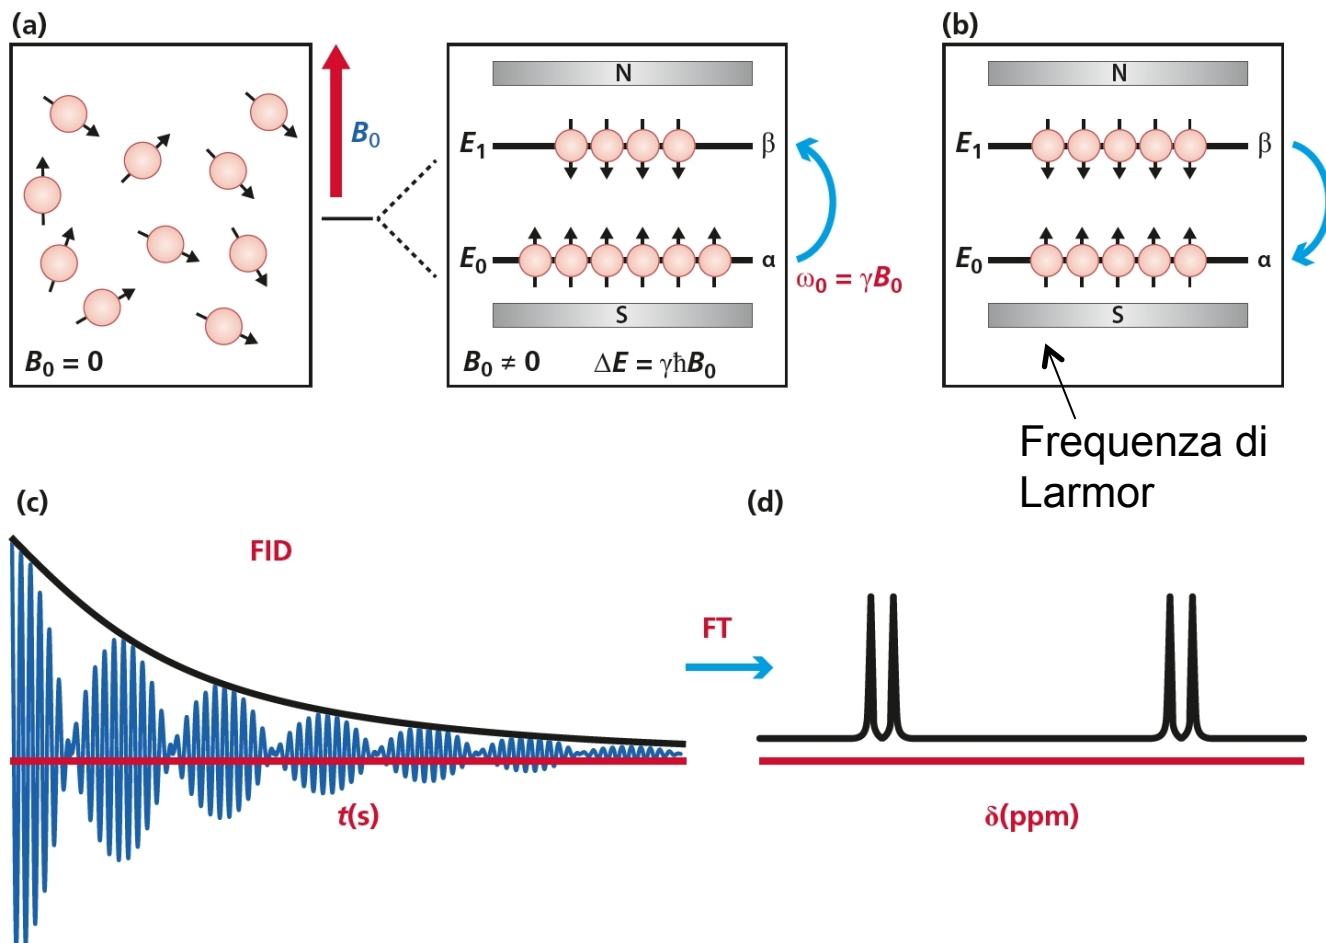 (a)
B₀
B₀ = 0
N
E₁
β
E₀
α
ω₀ = γB₀
S
B₀ ≠ 0
ΔE = γħB₀
(b)
N
E₁
β
E₀
α
S
Frequenza di
Larmor
(c)
FID
t(s)
FT
(d)
δ(ppm)